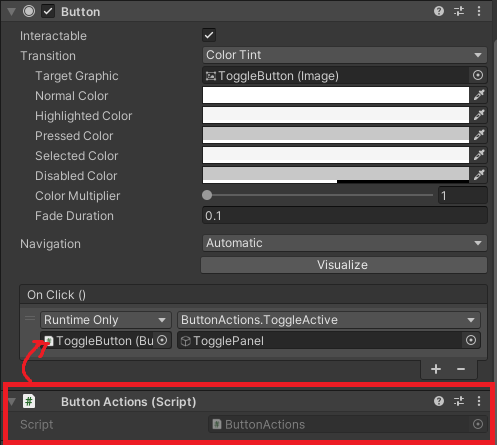 Button
Interactable
Transition Color Tint
Target Graphic ToggleButton (Image)
Normal Color
Highlighted Color
Pressed Color
Selected Color
Disabled Color
Color Multiplier 1
Fade Duration 0.1
Navigation Automatic
Visualize
On Click ()
Runtime Only ButtonActions.ToggleActive
ToggleButton (Bu TogglePanel
+ −
# Button Actions (Script)
Script # ButtonActions